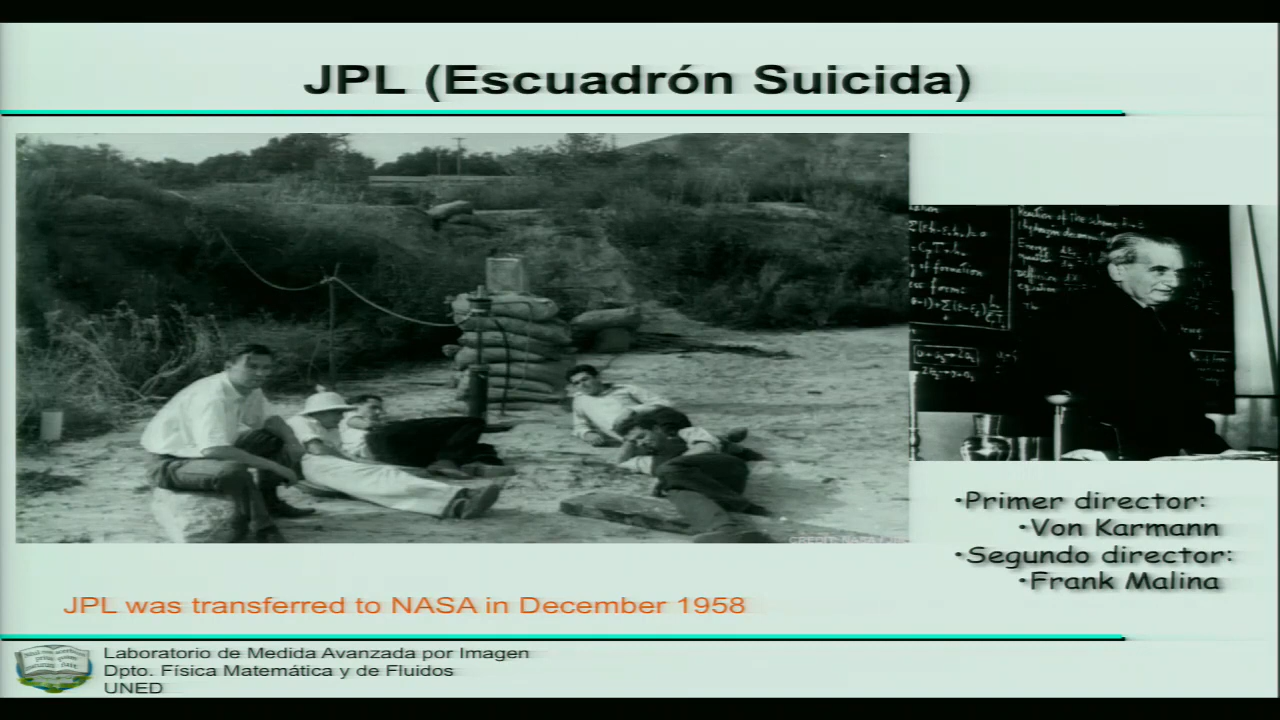 JPL (Escuadrón Suicida)
•Primer director:
•Von Karmann
•Segundo director:
•Frank Malina
JPL was transferred to NASA in December 1958
Laboratorio de Medida Avanzada por Imagen
Dpto. Física Matemática y de Fluidos
UNED